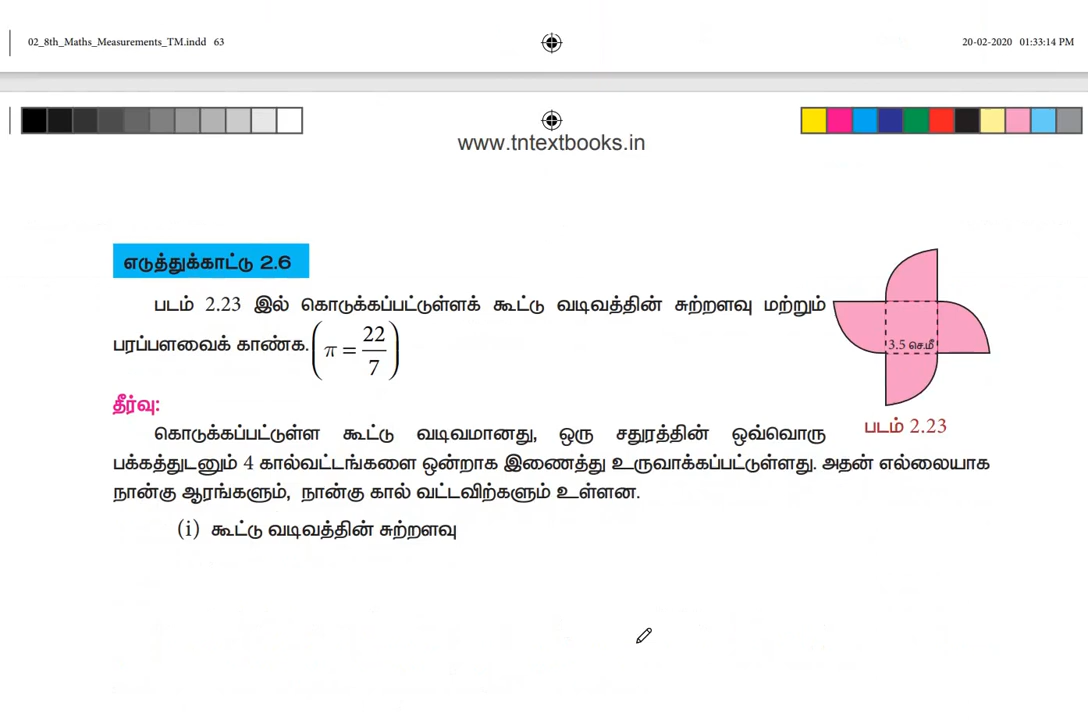 02_8th_Maths_Measurements_TM.indd 63
20-02-2020 01:33:14 PM
www.tntextbooks.in
எடுத்துக்காட்டு 2.6
படம் 2.23 இல் கொடுக்கப்பட்டுள்ளக் கூட்டு வடிவத்தின் சுற்றளவு மற்றும்
பரப்பளவைக் காண்க. (π = 22/7)
3.5 செ.மீ
படம் 2.23
தீர்வு:
கொடுக்கப்பட்டுள்ள கூட்டு வடிவமானது, ஒரு சதுரத்தின் ஒவ்வொரு
பக்கத்துடனும் 4 கால்வட்டங்களை ஒன்றாக இணைத்து உருவாக்கப்பட்டுள்ளது. அதன் எல்லையாக
நான்கு ஆரங்களும், நான்கு கால் வட்டவிற்களும் உள்ளன.
(i) கூட்டு வடிவத்தின் சுற்றளவு